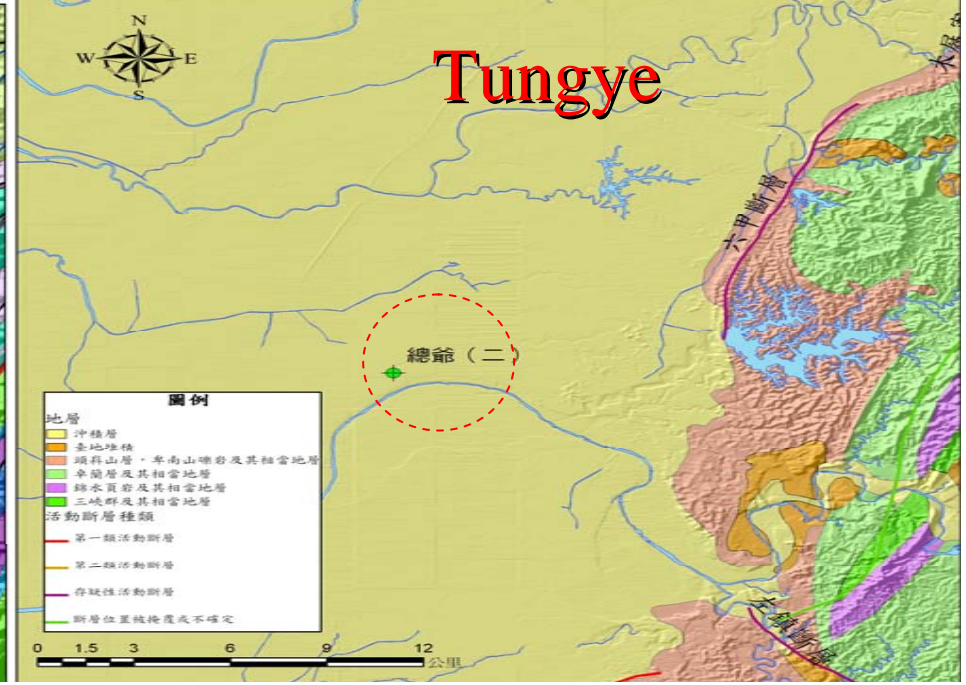 N
W E
S
Tungye
六甲斷層
總爺（二）
圖例
地層
沖積層
臺地堆積
頭嵙山層，卑南山礫岩及其相當地層
卓蘭層及其相當地層
錦水頁岩及其相當地層
三峽群及其相當地層
活動斷層種類
第一類活動斷層
第二類活動斷層
存疑性活動斷層
斷層位置被掩覆或不確定
左鎮斷層
0 1.5 3 6 9 12
公里